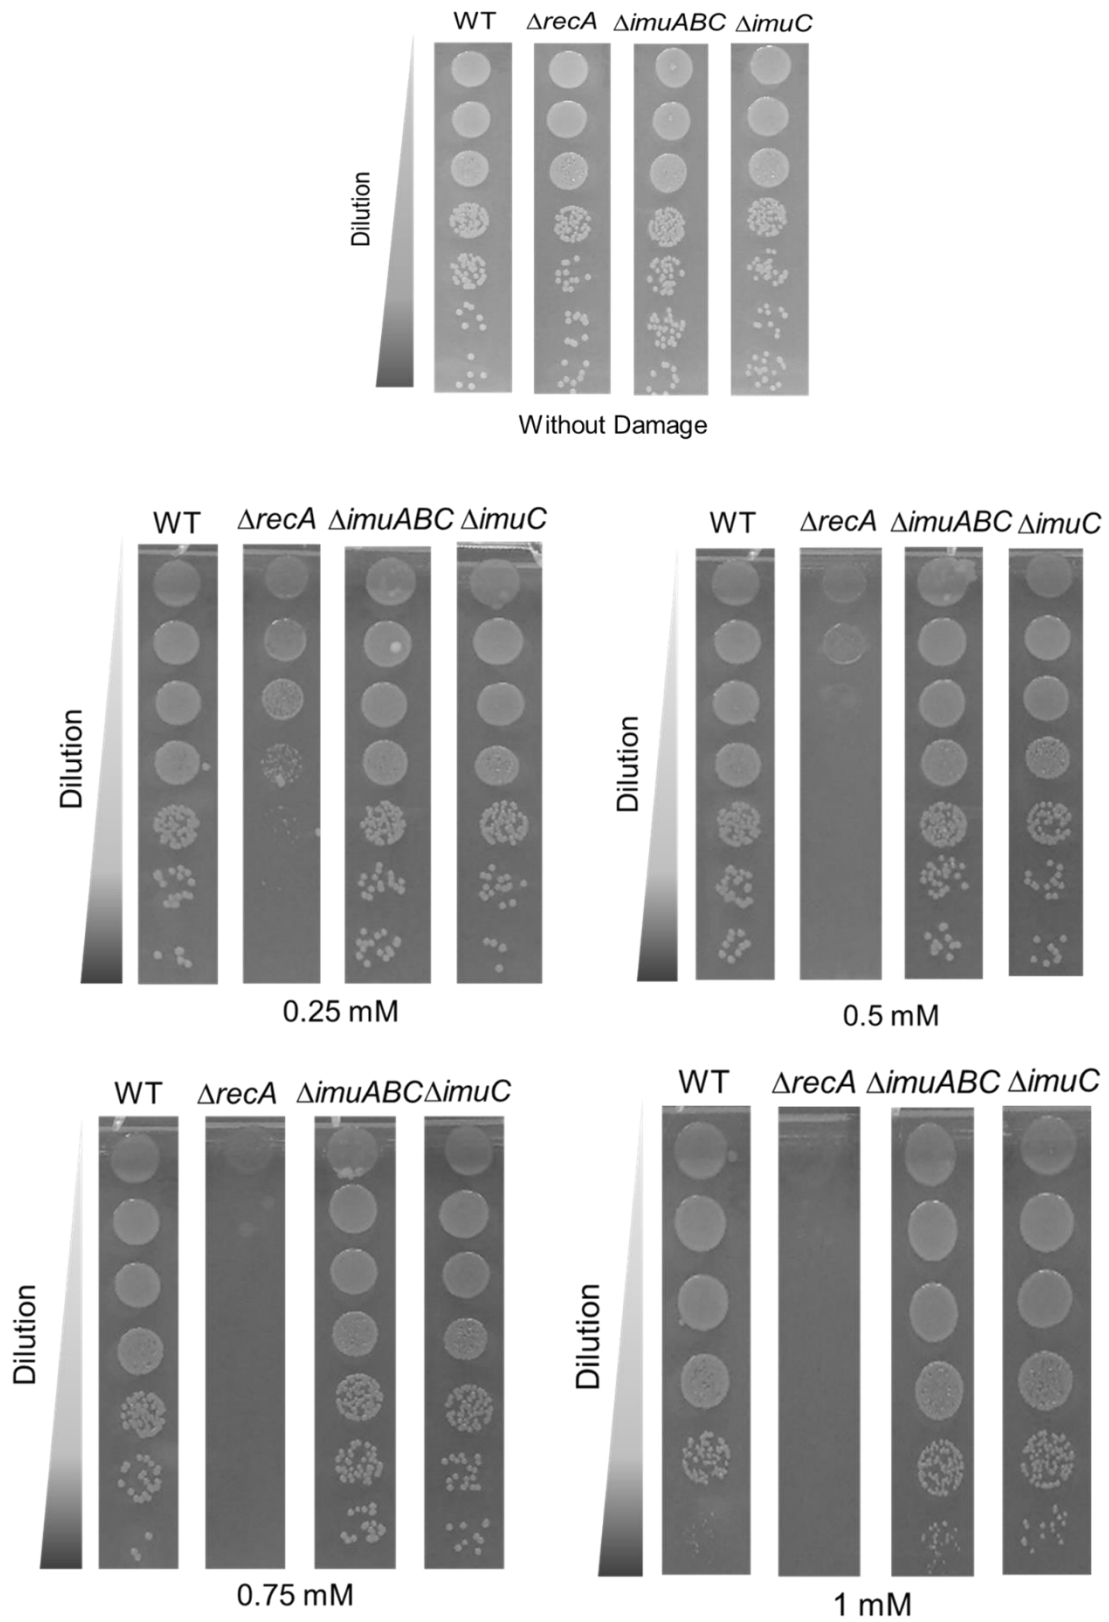 WT ΔrecA ΔimuABC ΔimuC
Dilution
Without Damage
WT ΔrecA ΔimuABC ΔimuC
Dilution
0.25 mM
WT ΔrecA ΔimuABC ΔimuC
Dilution
0.5 mM
WT ΔrecA ΔimuABC ΔimuC
Dilution
0.75 mM
WT ΔrecA ΔimuABC ΔimuC
Dilution
1 mM